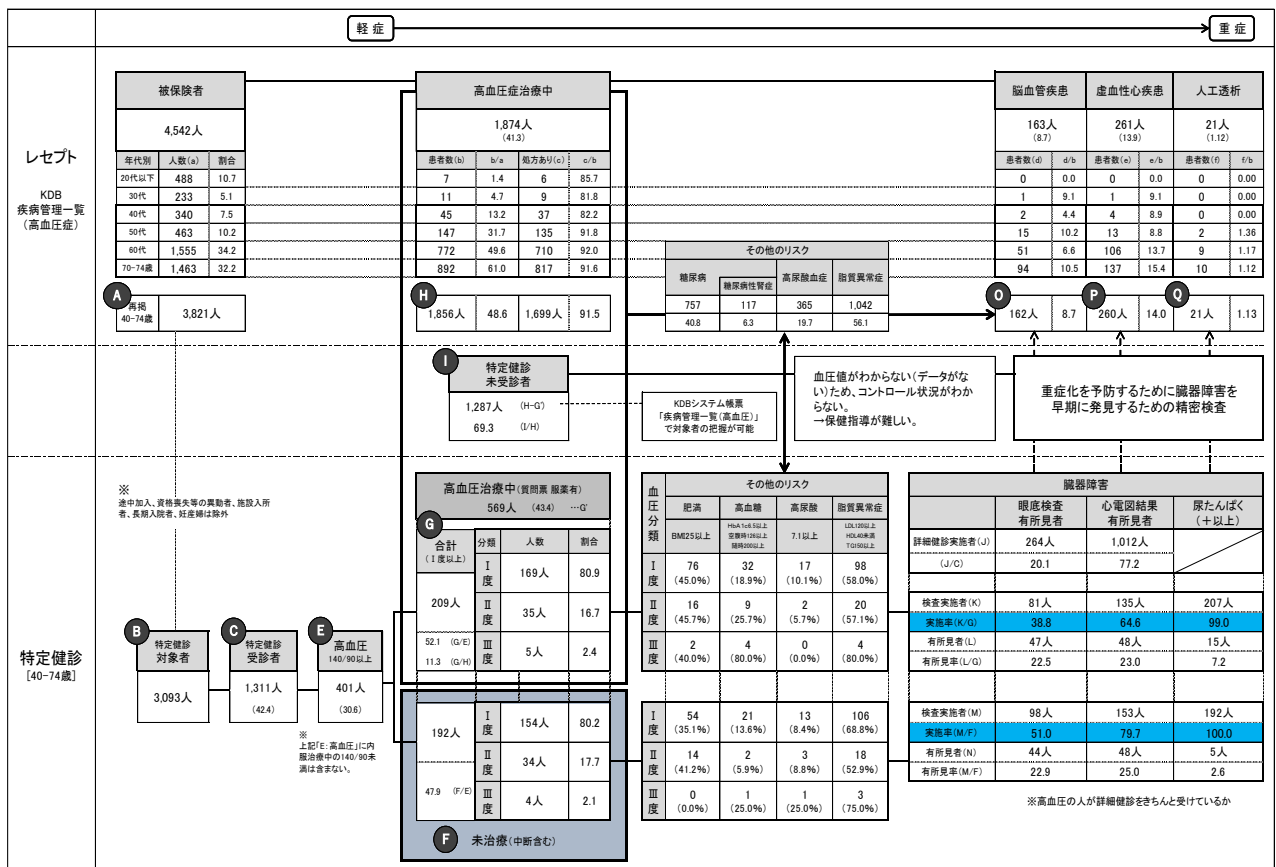 軽症
重症
レセプト
KDB
疾病管理一覧
(高血圧症)
被保険者
4,542人
年代別 人数(a) 割合
20代以下 488 10.7
30代 233 5.1
40代 340 7.5
50代 463 10.2
60代 1,555 34.2
70-74歳 1,463 32.2
A
再掲
40-74歳
3,821人
高血圧症治療中
1,874人
(41.3)
患者数(b) b/a 処方あり(c) c/b
7 1.4 6 85.7
11 4.7 9 81.8
45 13.2 37 82.2
147 31.7 135 91.8
772 49.6 710 92.0
892 61.0 817 91.6
H
1,856人 48.6 1,699人 91.5
その他のリスク
糖尿病 糖尿病性腎症 高尿酸血症 脂質異常症
757 117 365 1,042
40.8 6.3 19.7 56.1
脳血管疾患 虚血性心疾患 人工透析
163人 261人 21人
(8.7) (13.9) (1.12)
患者数(d) d/b 患者数(e) e/b 患者数(f) f/b
0 0.0 0 0.0 0 0.00
1 9.1 1 9.1 0 0.00
2 4.4 4 8.9 0 0.00
15 10.2 13 8.8 2 1.36
51 6.6 106 13.7 9 1.17
94 10.5 137 15.4 10 1.12
O P Q
162人 8.7 260人 14.0 21人 1.13
I
特定健診
未受診者
1,287人 (H-G')
69.3 (I/H)
KDBシステム帳票
「疾病管理一覧(高血圧)」
で対象者の把握が可能
血圧値がわからない(データがな
い)ため、コントロール状況がわか
らない。
→保健指導が難しい。
重症化を予防するために臓器障害を
早期に発見するための精密検査
特定健診
[40-74歳]
※
途中加入、資格喪失等の異動者、施設入所
者、長期入院者、妊産婦は除外
B
特定健診
対象者
3,093人
C
特定健診
受診者
1,311人
(42.4)
E
高血圧
140/90以上
401人
(30.6)
※
上記「E:高血圧」に内
服治療中の140/90未
満は含まない。
高血圧治療中(質問票 服薬有)
569人 (43.4) …G'
G
合計
(Ⅰ度以上)
分類 人数 割合
209人
52.1 (G/E)
11.3 (G/H)
Ⅰ度 169人 80.9
Ⅱ度 35人 16.7
Ⅲ度 5人 2.4
192人
47.9 (F/E)
Ⅰ度 154人 80.2
Ⅱ度 34人 17.7
Ⅲ度 4人 2.1
F
未治療(中断含む)
血圧分類
その他のリスク
肥満 高血糖 高尿酸 脂質異常症
BMI25以上
HbA1c6.5以上
空腹時126以上
随時200以上
7.1以上
LDL120以上
HDL40未満
TG150以上
Ⅰ度 76 32 17 98
(45.0%) (18.9%) (10.1%) (58.0%)
Ⅱ度 16 9 2 20
(45.7%) (25.7%) (5.7%) (57.1%)
Ⅲ度 2 4 0 4
(40.0%) (80.0%) (0.0%) (80.0%)
Ⅰ度 54 21 13 106
(35.1%) (13.6%) (8.4%) (68.8%)
Ⅱ度 14 2 3 18
(41.2%) (5.9%) (8.8%) (52.9%)
Ⅲ度 0 1 1 3
(0.0%) (25.0%) (25.0%) (75.0%)
臓器障害
眼底検査
有所見者
心電図結果
有所見者
尿たんぱく
(+以上)
詳細健診実施者(J) 264人 1,012人
(J/C) 20.1 77.2
検査実施者(K) 81人 135人 207人
実施率(K/G) 38.8 64.6 99.0
有所見者(L) 47人 48人 15人
有所見率(L/G) 22.5 23.0 7.2
検査実施者(M) 98人 153人 192人
実施率(M/F) 51.0 79.7 100.0
有所見者(N) 44人 48人 5人
有所見率(M/F) 22.9 25.0 2.6
※高血圧の人が詳細健診をきちんと受けているか